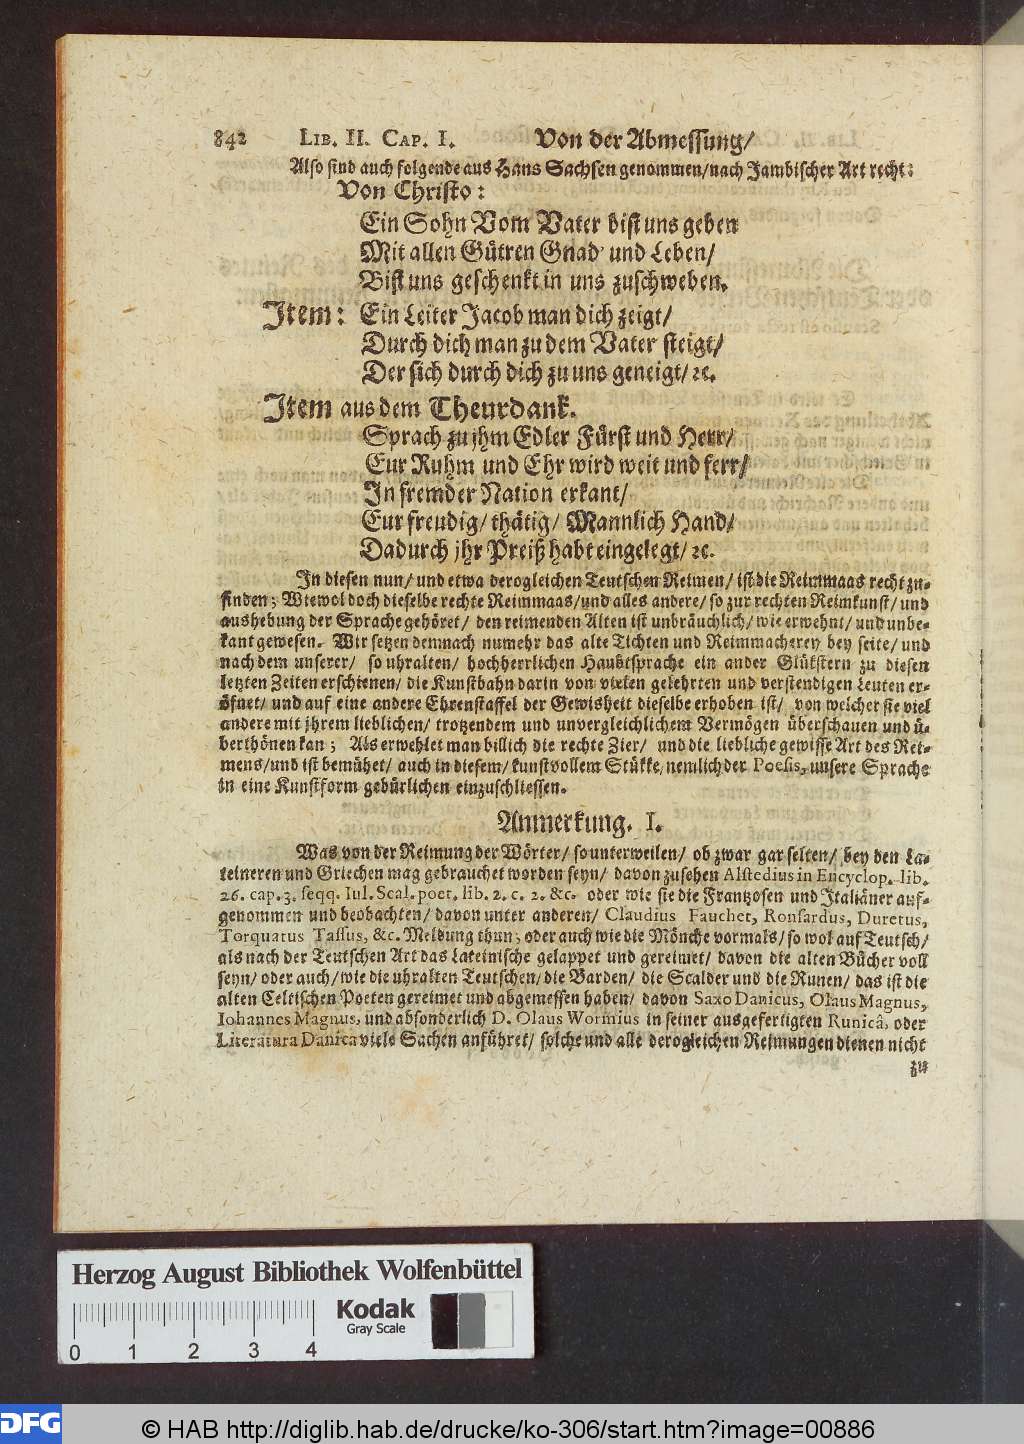 842 LIB. II. CAP. I. Von der Abmessung/
Also sind auch folgende aus Hans Sachsen genommen/nach Jambischer Art recht:
Von Christo:
Ein Sohn Vom Vater bist uns geben
Mit allen Gütren Gnad' und Leben/
Bist uns geschenkt in uns zuschweben.
Item: Ein Leiter Jacob man dich zeigt/
Durch dich man zu dem Vater steigt/
Der sich durch dich zu uns geneigt/ ꝛc.
Item aus dem Theurdank.
Sprach zu jhm Edler Fürst und Herr/
Eur Ruhm und Ehr wird weit und ferr/
In fremder Nation erkant/
Eur freudig/ thätig/ Mannlich Hand/
Dadurch jhr Preiß habt eingelegt/ ꝛc.
In diesen nun/ und etwa derogleichen Teutschen Reimen/ ist die Reimmaas recht zu-
finden; Wiewol doch dieselbe rechte Reimmaas/und alles andere/ so zur rechten Reimkunst/ und
aushebung der Sprache gehöret/ den reimenden Alten ist unbräuchlich/ wie erwehnt/ und unbe-
kant gewesen. Wir setzen demnach numehr das alte Tichten und Reimmacherey bey seite/ und
nach dem unserer/ so uhralten/ hochherrlichen Haubtsprache ein ander Glükstern zu diesen
letzten Zeiten erschienen/ die Kunstbahn darin von vielen gelehrten und verstendigen Leuten er-
öfnet/ und auf eine andere Ehrenstaffel der Gewisheit dieselbe erhoben ist/ von welcher sie viel
andere mit jhrem lieblichen/ trotzendem und unvergleichlichem Vermögen überschauen und ü-
berthönen kan; Als erwehlet man billich die rechte Zier/ und die liebliche gewisse Art des Rei-
mens/und ist bemühet/ auch in diesem/ kunstvollem Stükke, nemlich der Poesis, unsere Sprache
in eine Kunstform gebürlichen einzuschliessen.
Anmerkung. I.
Was von der Reimung der Wörter/ so unterweilen/ ob zwar gar selten/ bey den La-
teineren und Griechen mag gebrauchet worden seyn/ davon zusehen Alstedius in Encyclop. lib.
26. cap. 3. seqq. Iul. Scal. poet. lib. 2. c. 2. &c. oder wie sie die Frantzosen und Italiäner auf-
genommen und beobachten/ davon unter anderen/ Claudius Fauchet, Ronsardus, Duretus,
Torquatus Tassus, &c. Meldung thun; oder auch wie die Mönche vormals/ so wol auf Teutsch/
als nach der Teutschen Art das Lateinische gelappet und gereimet/ davon die alten Bücher voll
seyn/ oder auch/ wie die uhralten Teutschen/ die Barden/ die Scalder und die Runen/ das ist die
alten Celtischen Poeten gereimet und abgemessen haben/ davon Saxo Danicus, Olaus Magnus,
Iohannes Magnus, und absonderlich D. Olaus Wormius in seiner ausgefertigten Runicâ, oder
Literatura Danica viele Sachen anführet/ solche und alle derogleichen Reimungen dienen nicht
zu
Herzog August Bibliothek Wolfenbüttel
Kodak
Gray Scale
0 1 2 3 4
DFG © HAB http://diglib.hab.de/drucke/ko-306/start.htm?image=00886